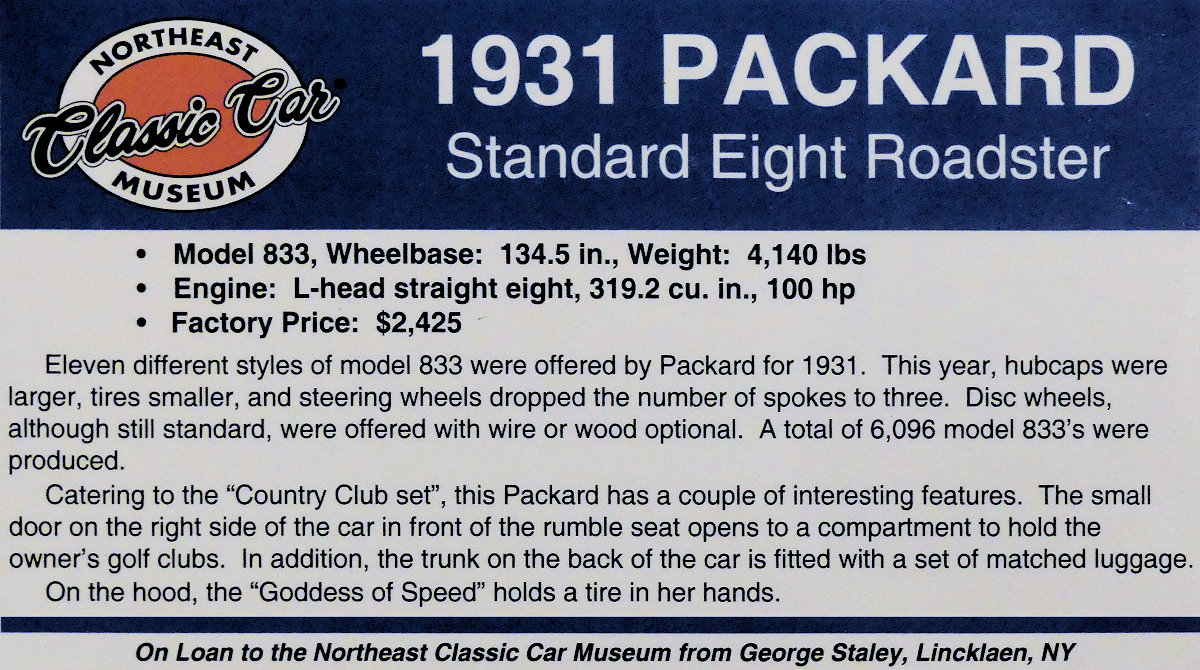 NORTHEAST
Classic Car
MUSEUM
1931 PACKARD
Standard Eight Roadster
• Model 833, Wheelbase: 134.5 in., Weight: 4,140 lbs
• Engine: L-head straight eight, 319.2 cu. in., 100 hp
• Factory Price: $2,425
Eleven different styles of model 833 were offered by Packard for 1931. This year, hubcaps were
larger, tires smaller, and steering wheels dropped the number of spokes to three. Disc wheels,
although still standard, were offered with wire or wood optional. A total of 6,096 model 833's were
produced.
Catering to the “Country Club set”, this Packard has a couple of interesting features. The small
door on the right side of the car in front of the rumble seat opens to a compartment to hold the
owner's golf clubs. In addition, the trunk on the back of the car is fitted with a set of matched luggage.
On the hood, the “Goddess of Speed” holds a tire in her hands.
On Loan to the Northeast Classic Car Museum from George Staley, Lincklaen, NY